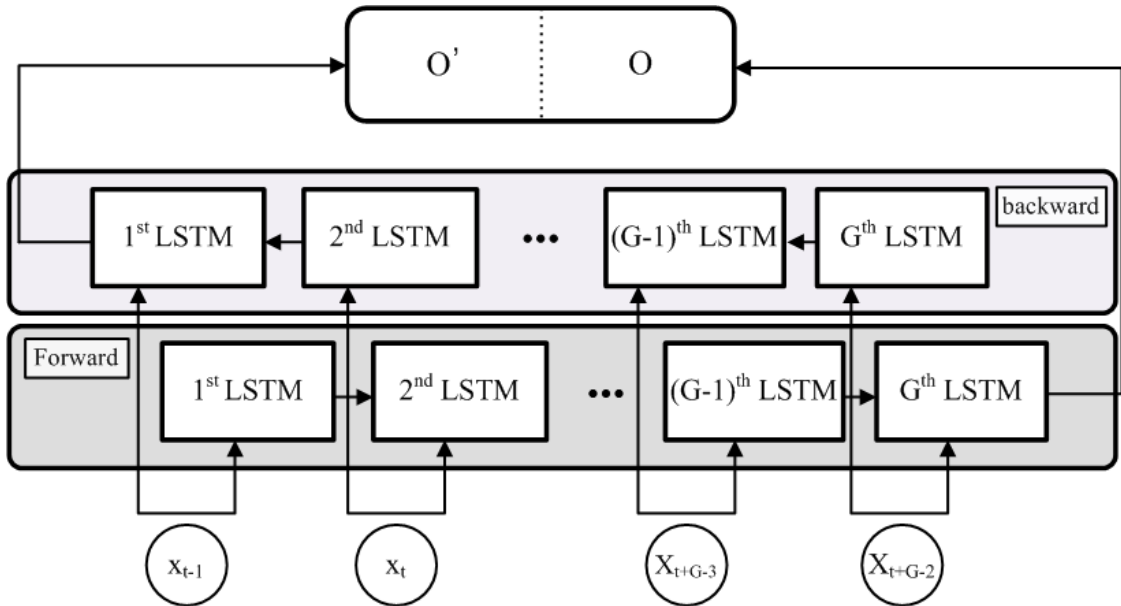 O’ O
backward
1st LSTM 2nd LSTM ••• (G-1)th LSTM Gth LSTM
Forward
1st LSTM 2nd LSTM ••• (G-1)th LSTM Gth LSTM
xt-1 xt Xt+G-3 Xt+G-2